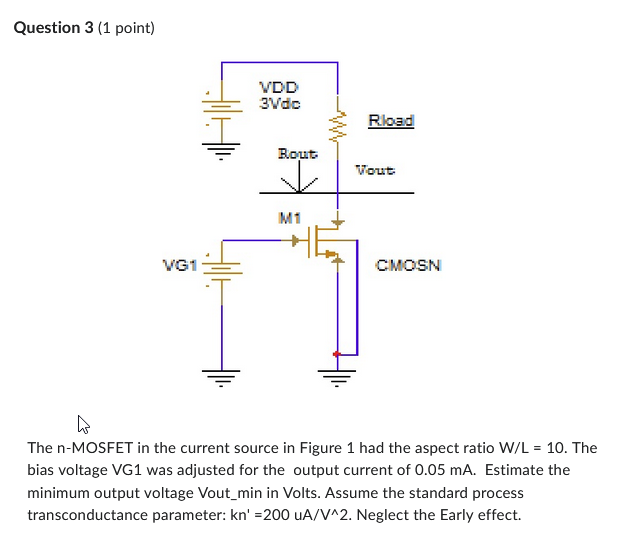 Question 3 (1 point)
VDD
3Vdc
Rload
Rout
Vout
M1
VG1
CMOSN
The n-MOSFET in the current source in Figure 1 had the aspect ratio W/L = 10. The
bias voltage VG1 was adjusted for the output current of 0.05 mA. Estimate the
minimum output voltage Vout_min in Volts. Assume the standard process
transconductance parameter: kn' =200 uA/V^2. Neglect the Early effect.